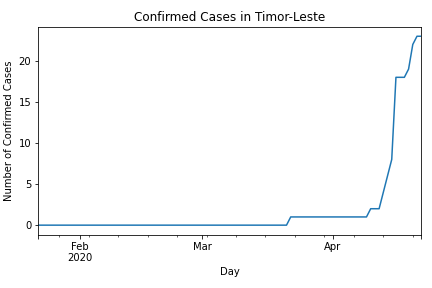 Confirmed Cases in Timor-Leste
Number of Confirmed Cases
20
15
10
5
0
Feb
2020
Mar
Apr
Day